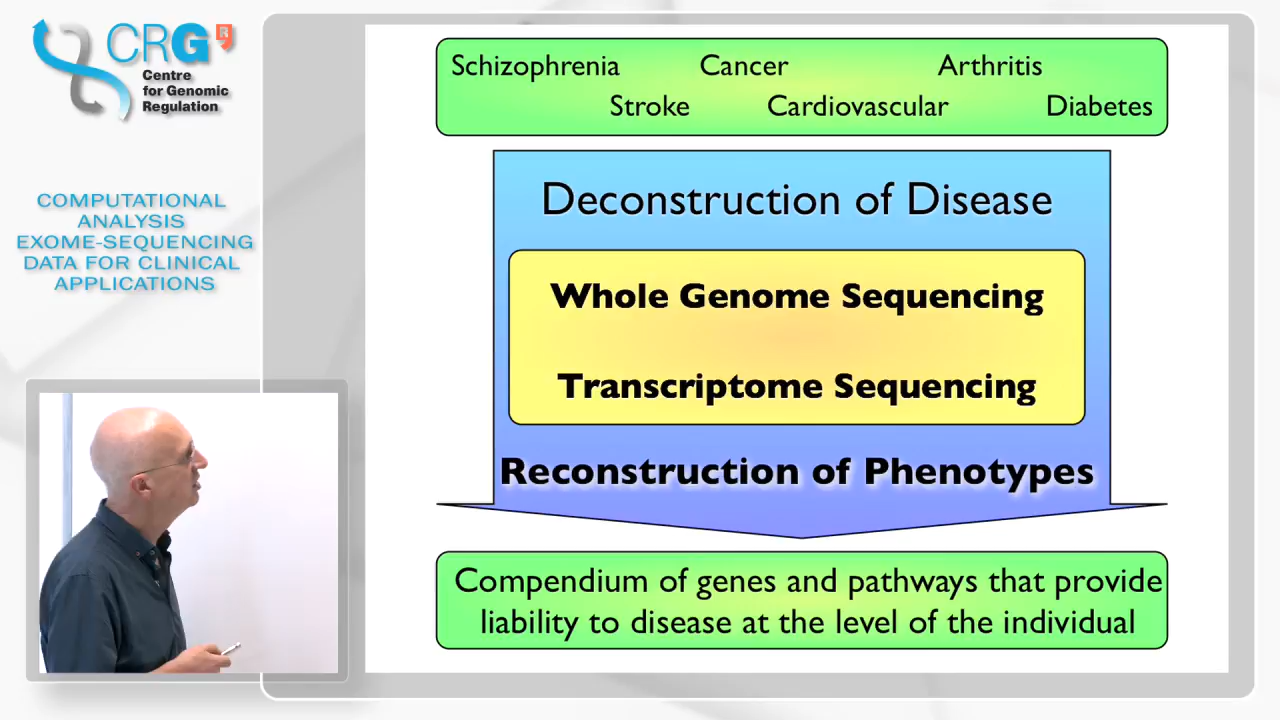 CRG
Centre
for Genomic
Regulation
COMPUTATIONAL
ANALYSIS
EXOME-SEQUENCING
DATA FOR CLINICAL
APPLICATIONS
Schizophrenia Cancer Arthritis
Stroke Cardiovascular Diabetes
Deconstruction of Disease
Whole Genome Sequencing
Transcriptome Sequencing
Reconstruction of Phenotypes
Compendium of genes and pathways that provide
liability to disease at the level of the individual